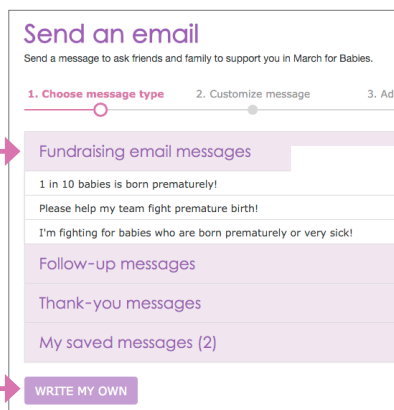 Send an email
Send a message to ask friends and family to support you in March for Babies.
1. Choose message type 2. Customize message 3. Ad
Fundraising email messages
1 in 10 babies is born prematurely!
Please help my team fight premature birth!
I'm fighting for babies who are born prematurely or very sick!
Follow-up messages
Thank-you messages
My saved messages (2)
WRITE MY OWN